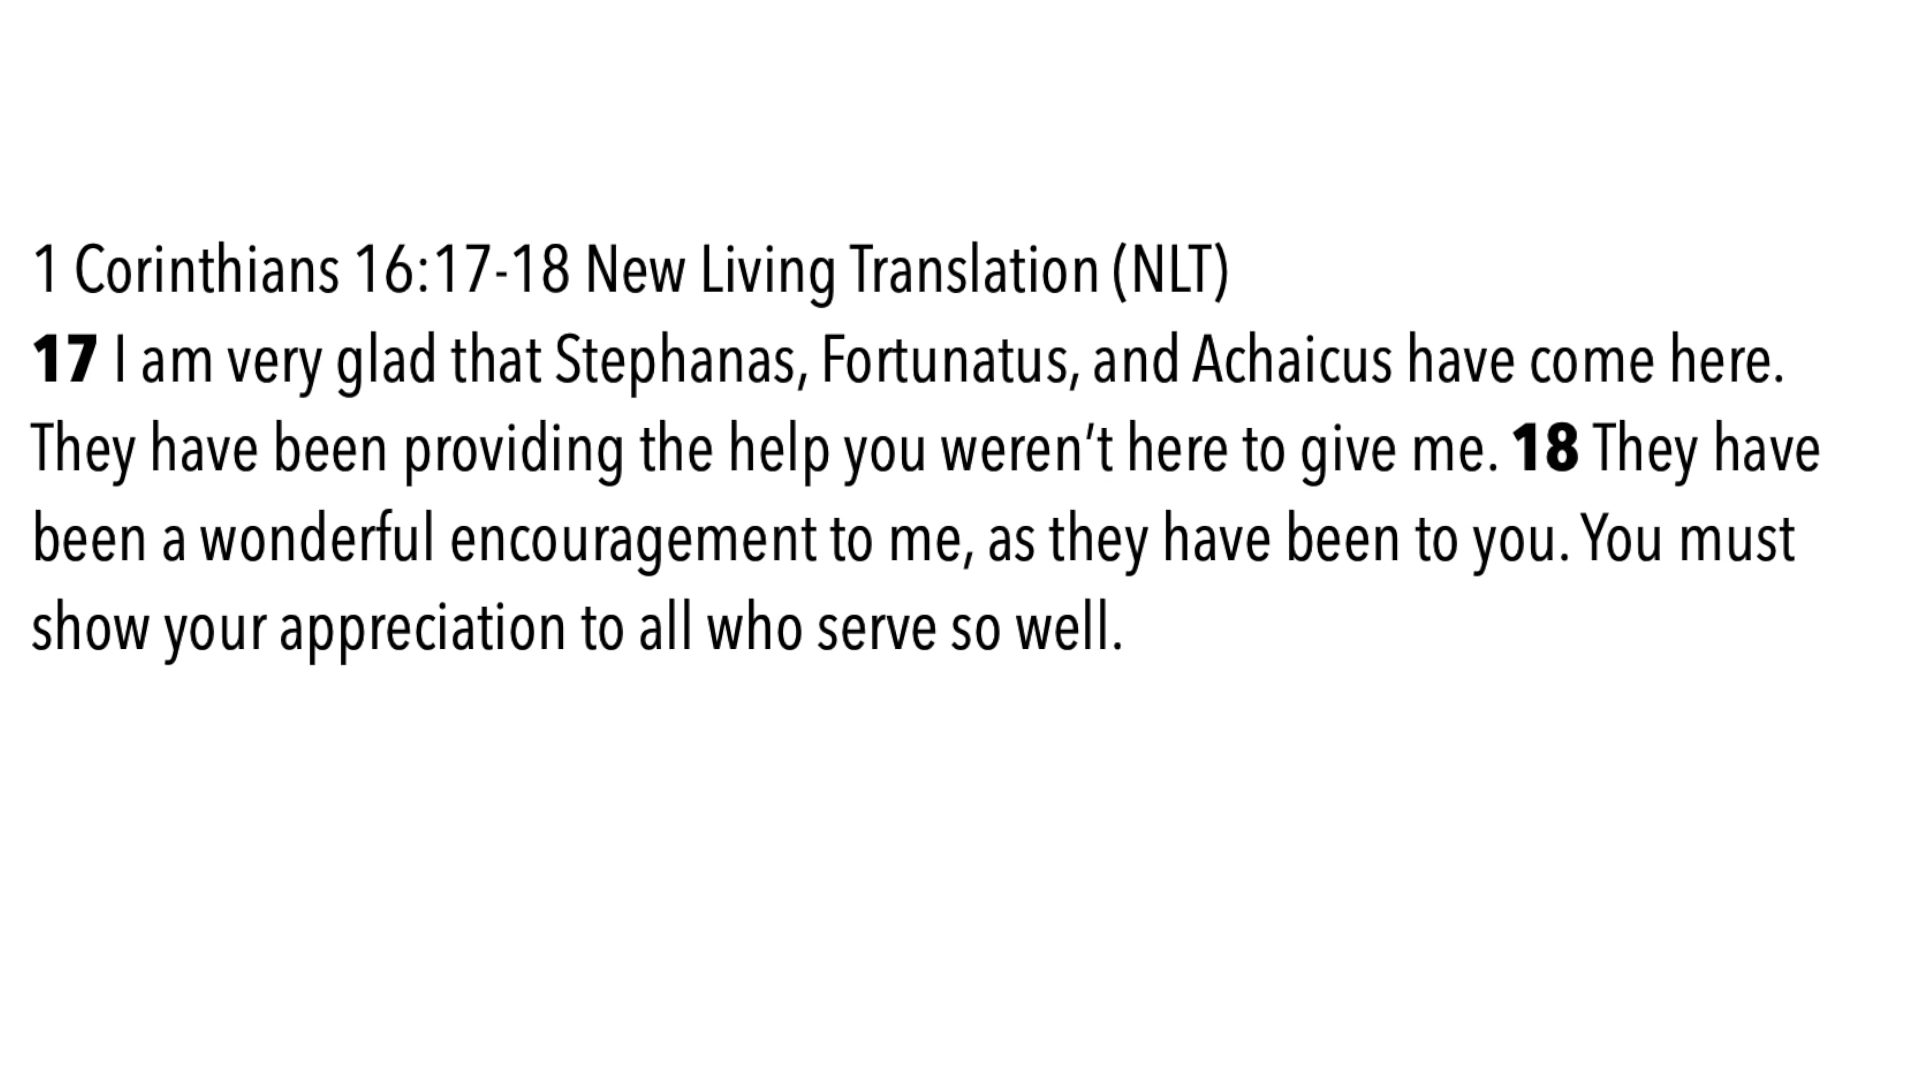 1 Corinthians 16:17-18 New Living Translation (NLT)
17 I am very glad that Stephanas, Fortunatus, and Achaicus have come here.
They have been providing the help you weren’t here to give me. 18 They have
been a wonderful encouragement to me, as they have been to you. You must
show your appreciation to all who serve so well.